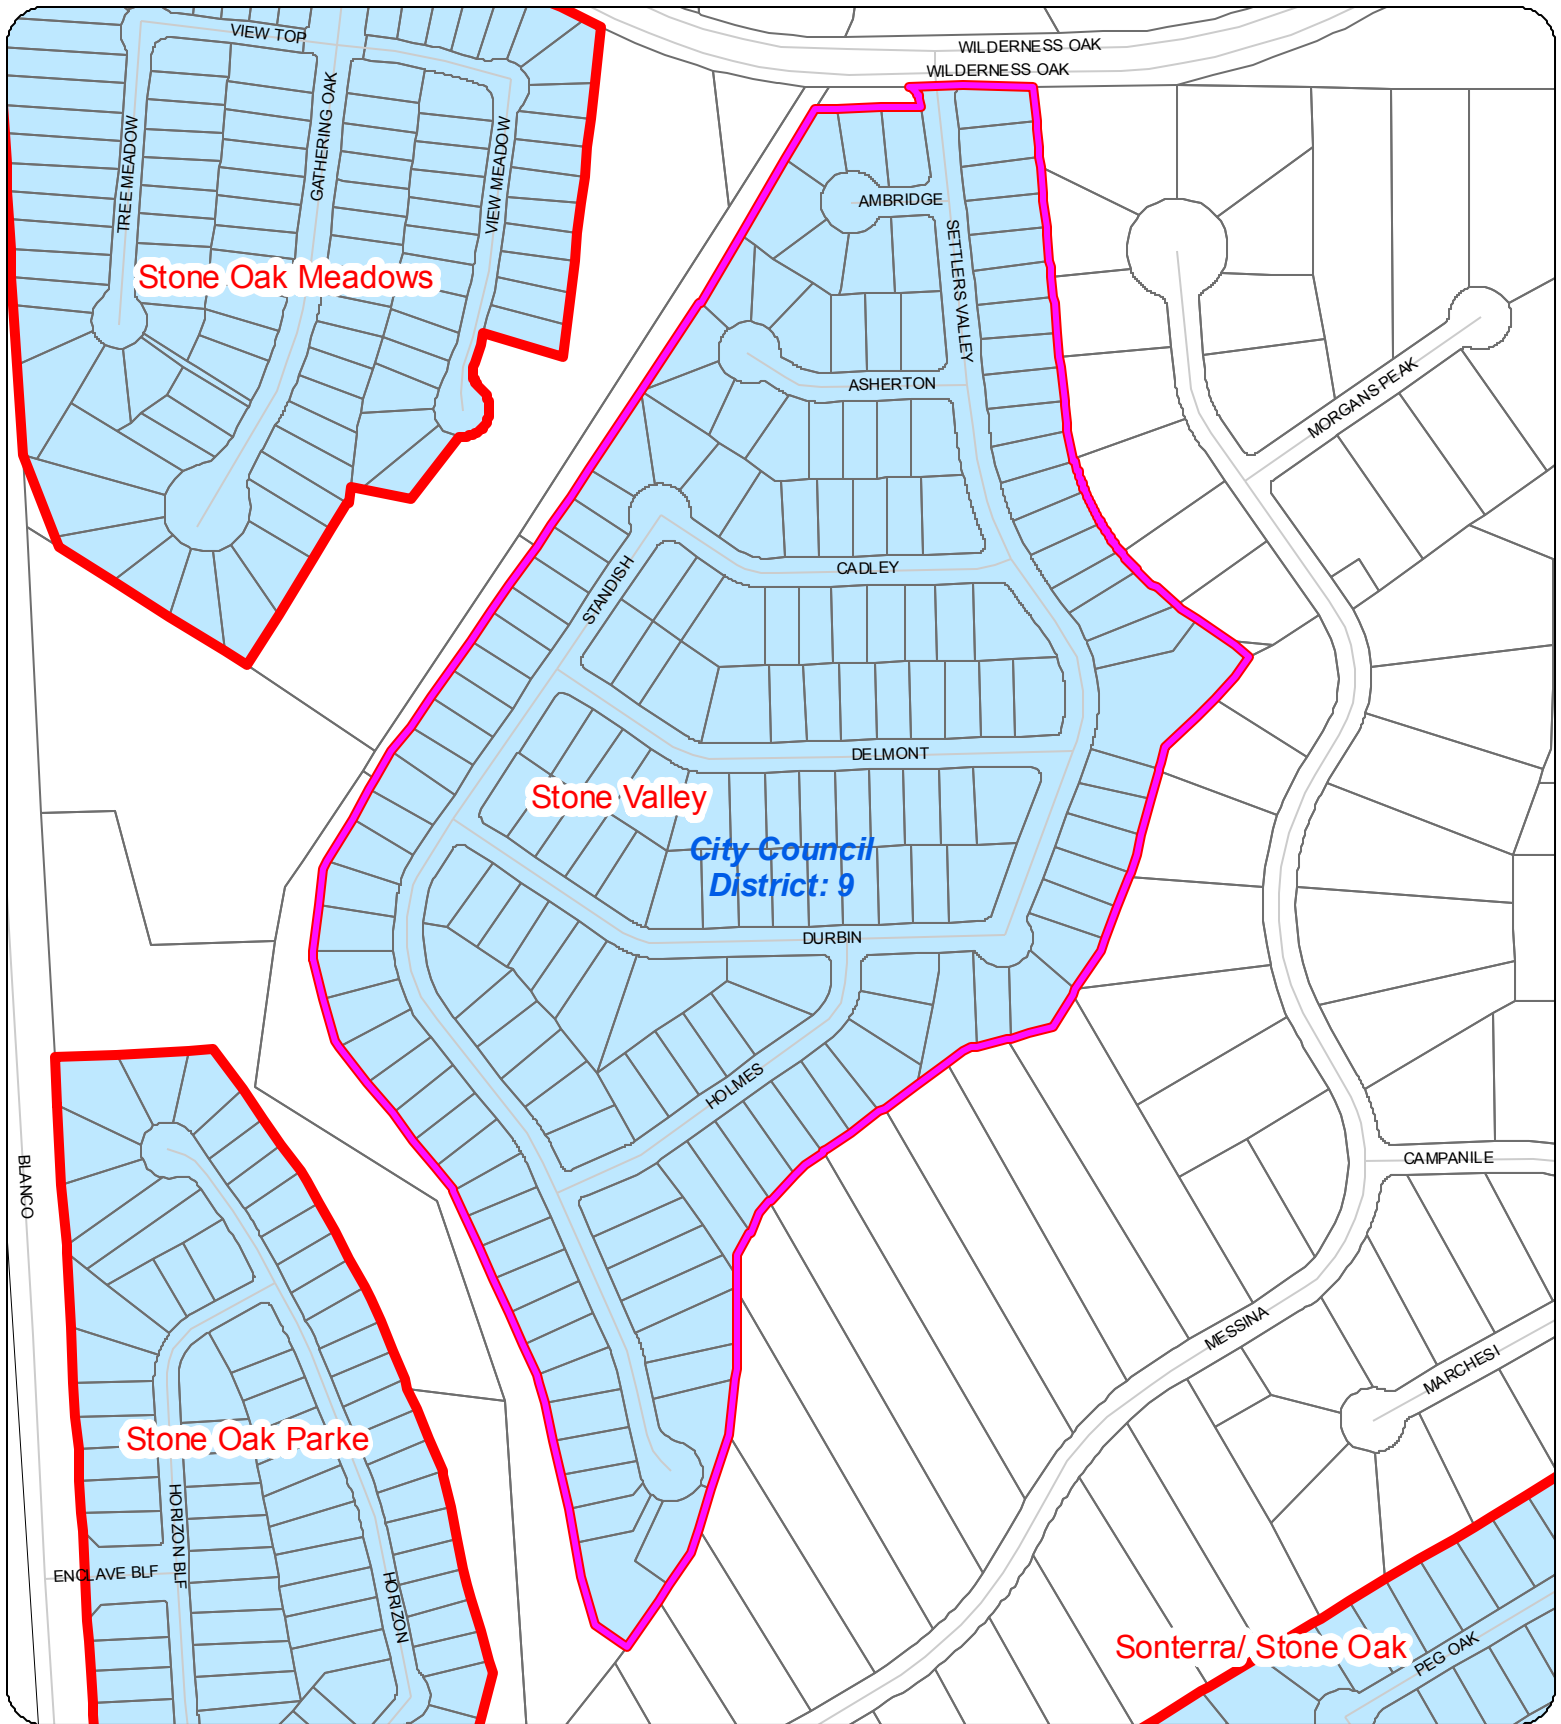 VIEW TOP
WILDERNESS OAK
WILDERNESS OAK
TREE MEADOW
GATHERING OAK
VIEW MEADOW
AMBRIDGE
SETTLERS VALLEY
Stone Oak Meadows
ASHERTON
MORGANS PEAK
CADLEY
STANDISH
DELMONT
Stone Valley
City Council
District: 9
DURBIN
HOLMES
BLANCO
CAMPANILE
MESSINA
MARCHESI
Stone Oak Parke
HORIZON BLF
ENCLAVE BLF
HORIZON
Sonterra/ Stone Oak
PEG OAK